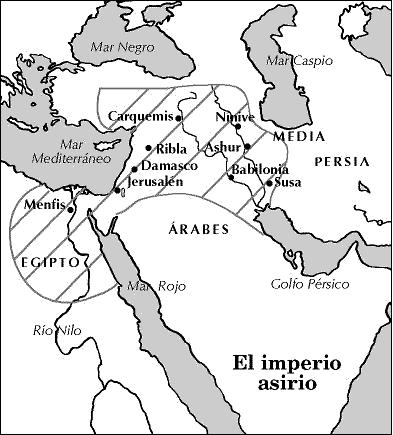 Mar Negro
Mar Caspio
Carquemis
Nínive
MEDIA
Mar
Mediterráneo
Ribla
Ashur
PERSIA
Damasco
Babilonia
Jerusalén
Susa
Menfis
ÁRABES
EGIPTO
Mar Rojo
Golfo Pérsico
Río Nilo
El imperio
asirio